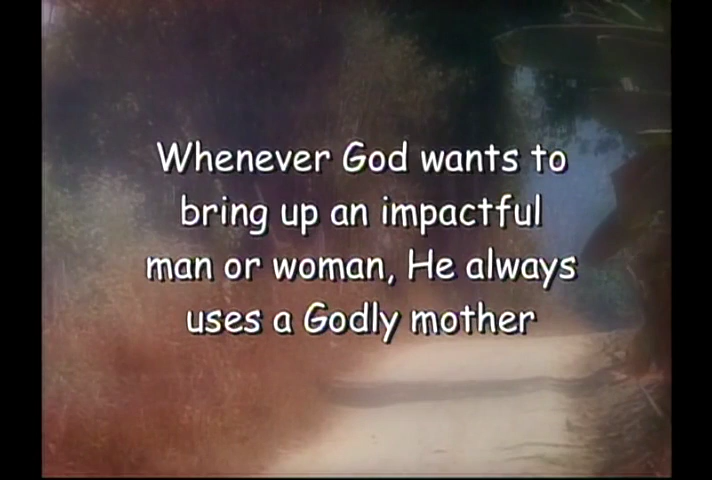 Whenever God wants to
bring up an impactful
man or woman, He always
uses a Godly mother